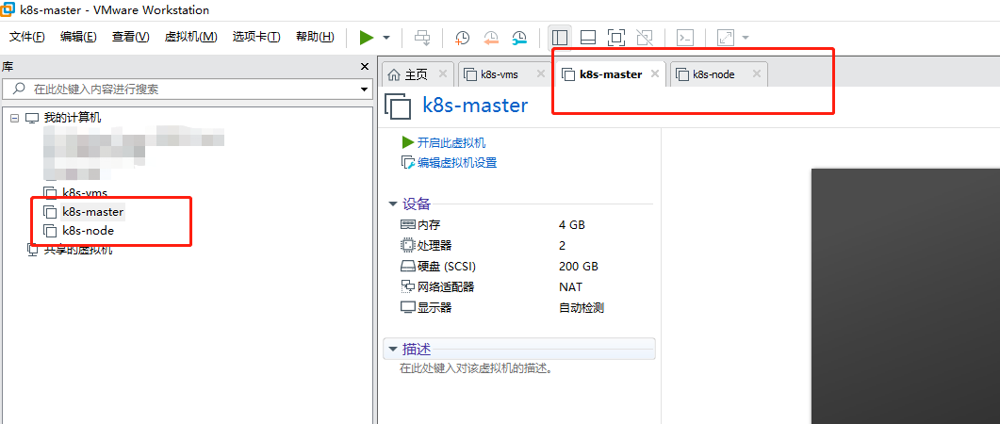 k8s-master - VMware Workstation
文件(F) 编辑(E) 查看(V) 虚拟机(M) 选项卡(T) 帮助(H)
库
在此处键入内容进行搜索
我的计算机
k8s-vms
k8s-master
k8s-node
共享的虚拟机
主页 k8s-vms k8s-master k8s-node
k8s-master
开启此虚拟机
编辑虚拟机设置
设备
内存 4 GB
处理器 2
硬盘 (SCSI) 200 GB
网络适配器 NAT
显示器 自动检测
描述
在此处键入对该虚拟机的描述。